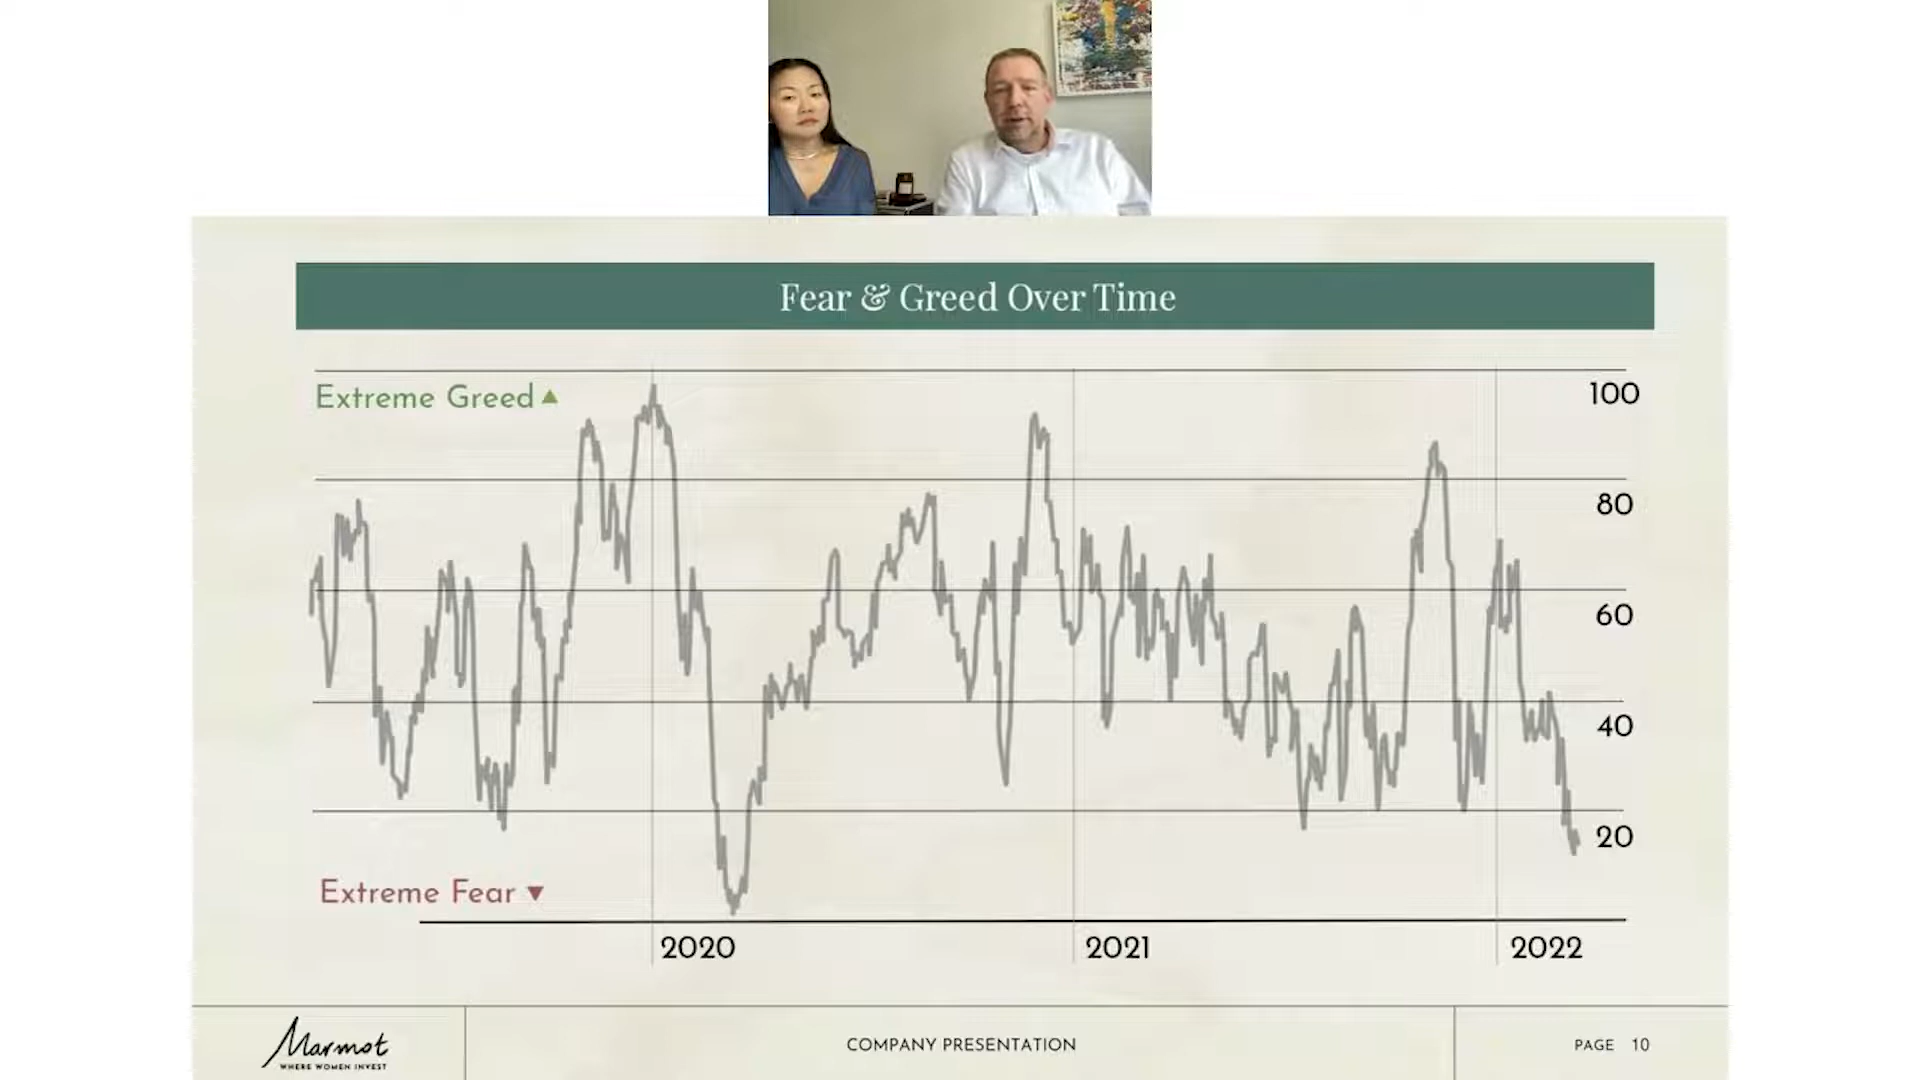 Fear & Greed Over Time
Extreme Greed ▲
100
80
60
40
20
Extreme Fear ▼
2020
2021
2022
Marmot
WHERE WOMEN INVEST
COMPANY PRESENTATION
PAGE 10